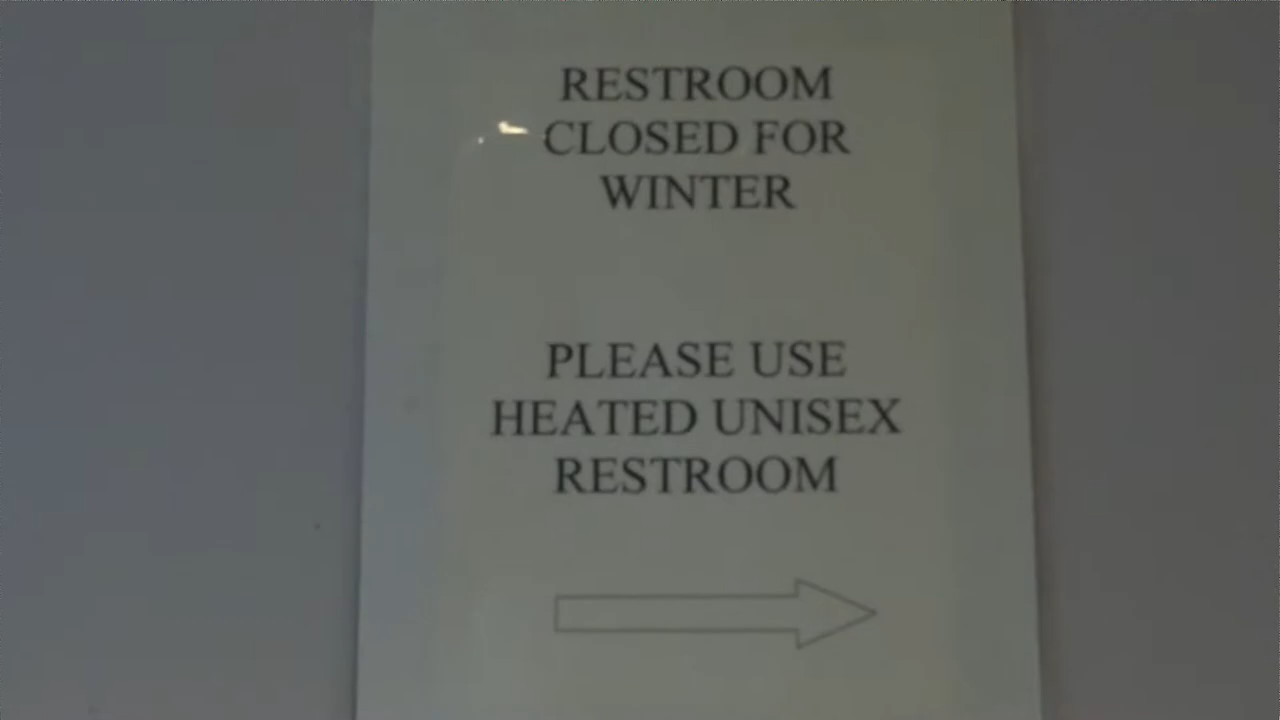 RESTROOM
CLOSED FOR
WINTER
PLEASE USE
HEATED UNISEX
RESTROOM